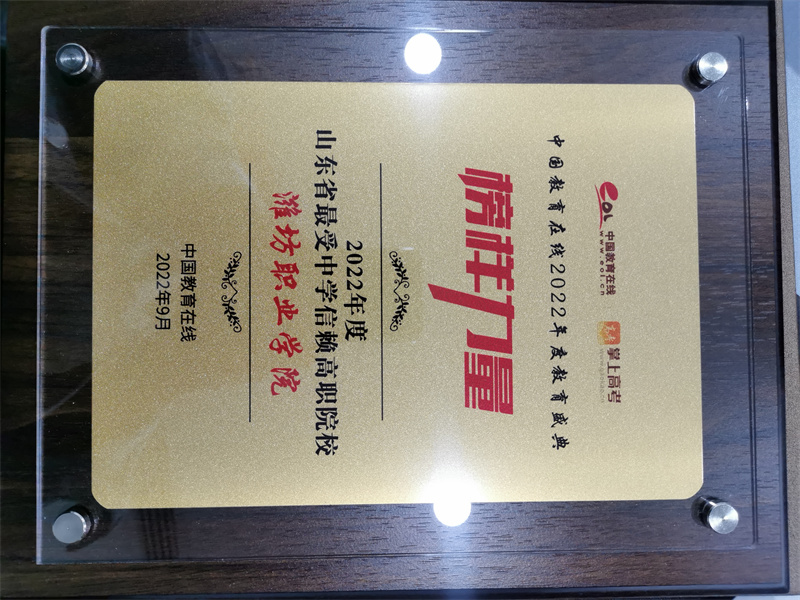 eOL 中国教育在线
www.eol.cn
掌上高考
中国教育在线2022年度教育盛典
榜样力量
2022年度
山东省最受中学信赖高职院校
潍坊职业学院
中国教育在线
2022年9月